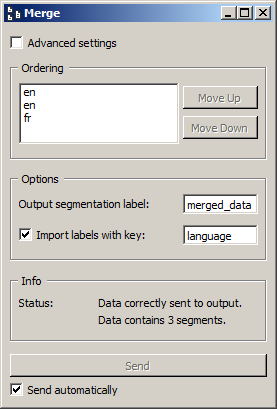 Merge
Advanced settings
Ordering
en
en
fr
Move Up
Move Down
Options
Output segmentation label: merged_data
Import labels with key: language
Info
Status: Data correctly sent to output.
Data contains 3 segments.
Send
Send automatically